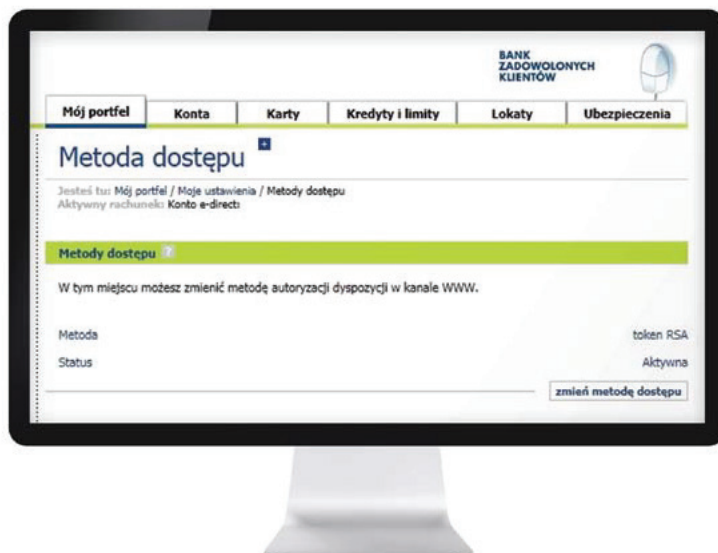 BANK
ZADOWOLONYCH
KLIENTÓW
Mój portfel Konta Karty Kredyty i limity Lokaty Ubezpieczenia
Metoda dostępu +
Jesteś tu: Mój portfel / Moje ustawienia / Metody dostępu
Aktywny rachunek: Konto e-direct:
Metody dostępu ?
W tym miejscu możesz zmienić metodę autoryzacji dyspozycji w kanale WWW.
Metoda token RSA
Status Aktywna
zmień metodę dostępu